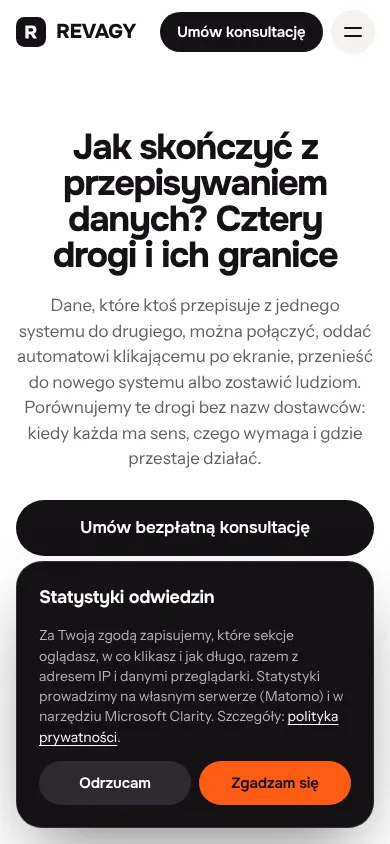 R REVAGY
Umów konsultację
Jak skończyć z
przepisywaniem
danych? Cztery
drogi i ich granice
Dane, które ktoś przepisuje z jednego
systemu do drugiego, można połączyć, oddać
automatowi klikającemu po ekranie, przenieść
do nowego systemu albo zostawić ludziom.
Porównujemy te drogi bez nazw dostawców:
kiedy każda ma sens, czego wymaga i gdzie
przestaje działać.
Umów bezpłatną konsultację
Statystyki odwiedzin
Za Twoją zgodą zapisujemy, które sekcje
oglądasz, w co klikasz i jak długo, razem z
adresem IP i danymi przeglądarki. Statystyki
prowadzimy na własnym serwerze (Matomo) i w
narzędziu Microsoft Clarity. Szczegóły: polityka
prywatności.
Odrzucam
Zgadzam się